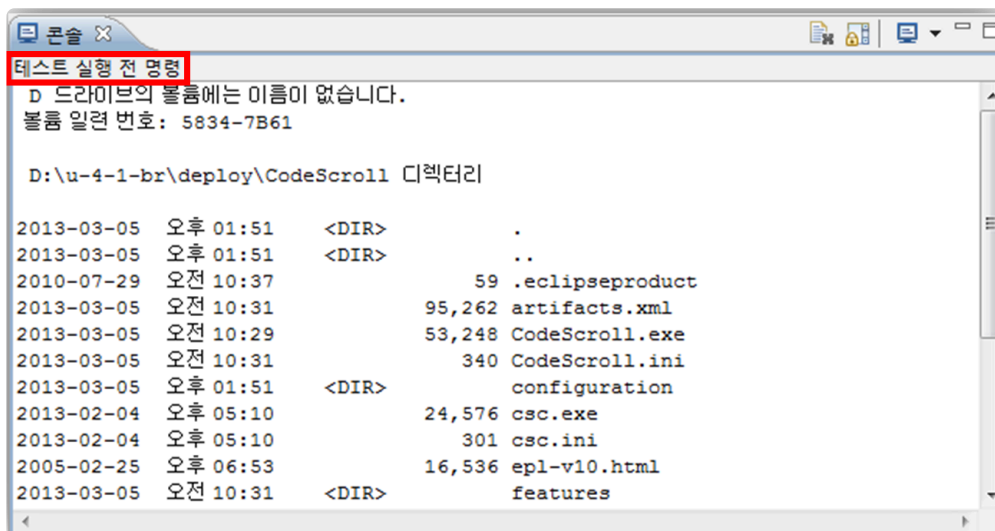 콘솔
테스트 실행 전 명령
D 드라이브의 볼륨에는 이름이 없습니다.
볼륨 일련 번호: 5834-7B61
D:\u-4-1-br\deploy\CodeScroll 디렉터리
2013-03-05 오후 01:51 <DIR> .
2013-03-05 오후 01:51 <DIR> ..
2010-07-29 오전 10:37 59 .eclipseproduct
2013-03-05 오전 10:31 95,262 artifacts.xml
2013-03-05 오전 10:29 53,248 CodeScroll.exe
2013-03-05 오전 10:31 340 CodeScroll.ini
2013-03-05 오후 01:51 <DIR> configuration
2013-02-04 오후 05:10 24,576 csc.exe
2013-02-04 오후 05:10 301 csc.ini
2005-02-25 오후 06:53 16,536 epl-v10.html
2013-03-05 오전 10:31 <DIR> features